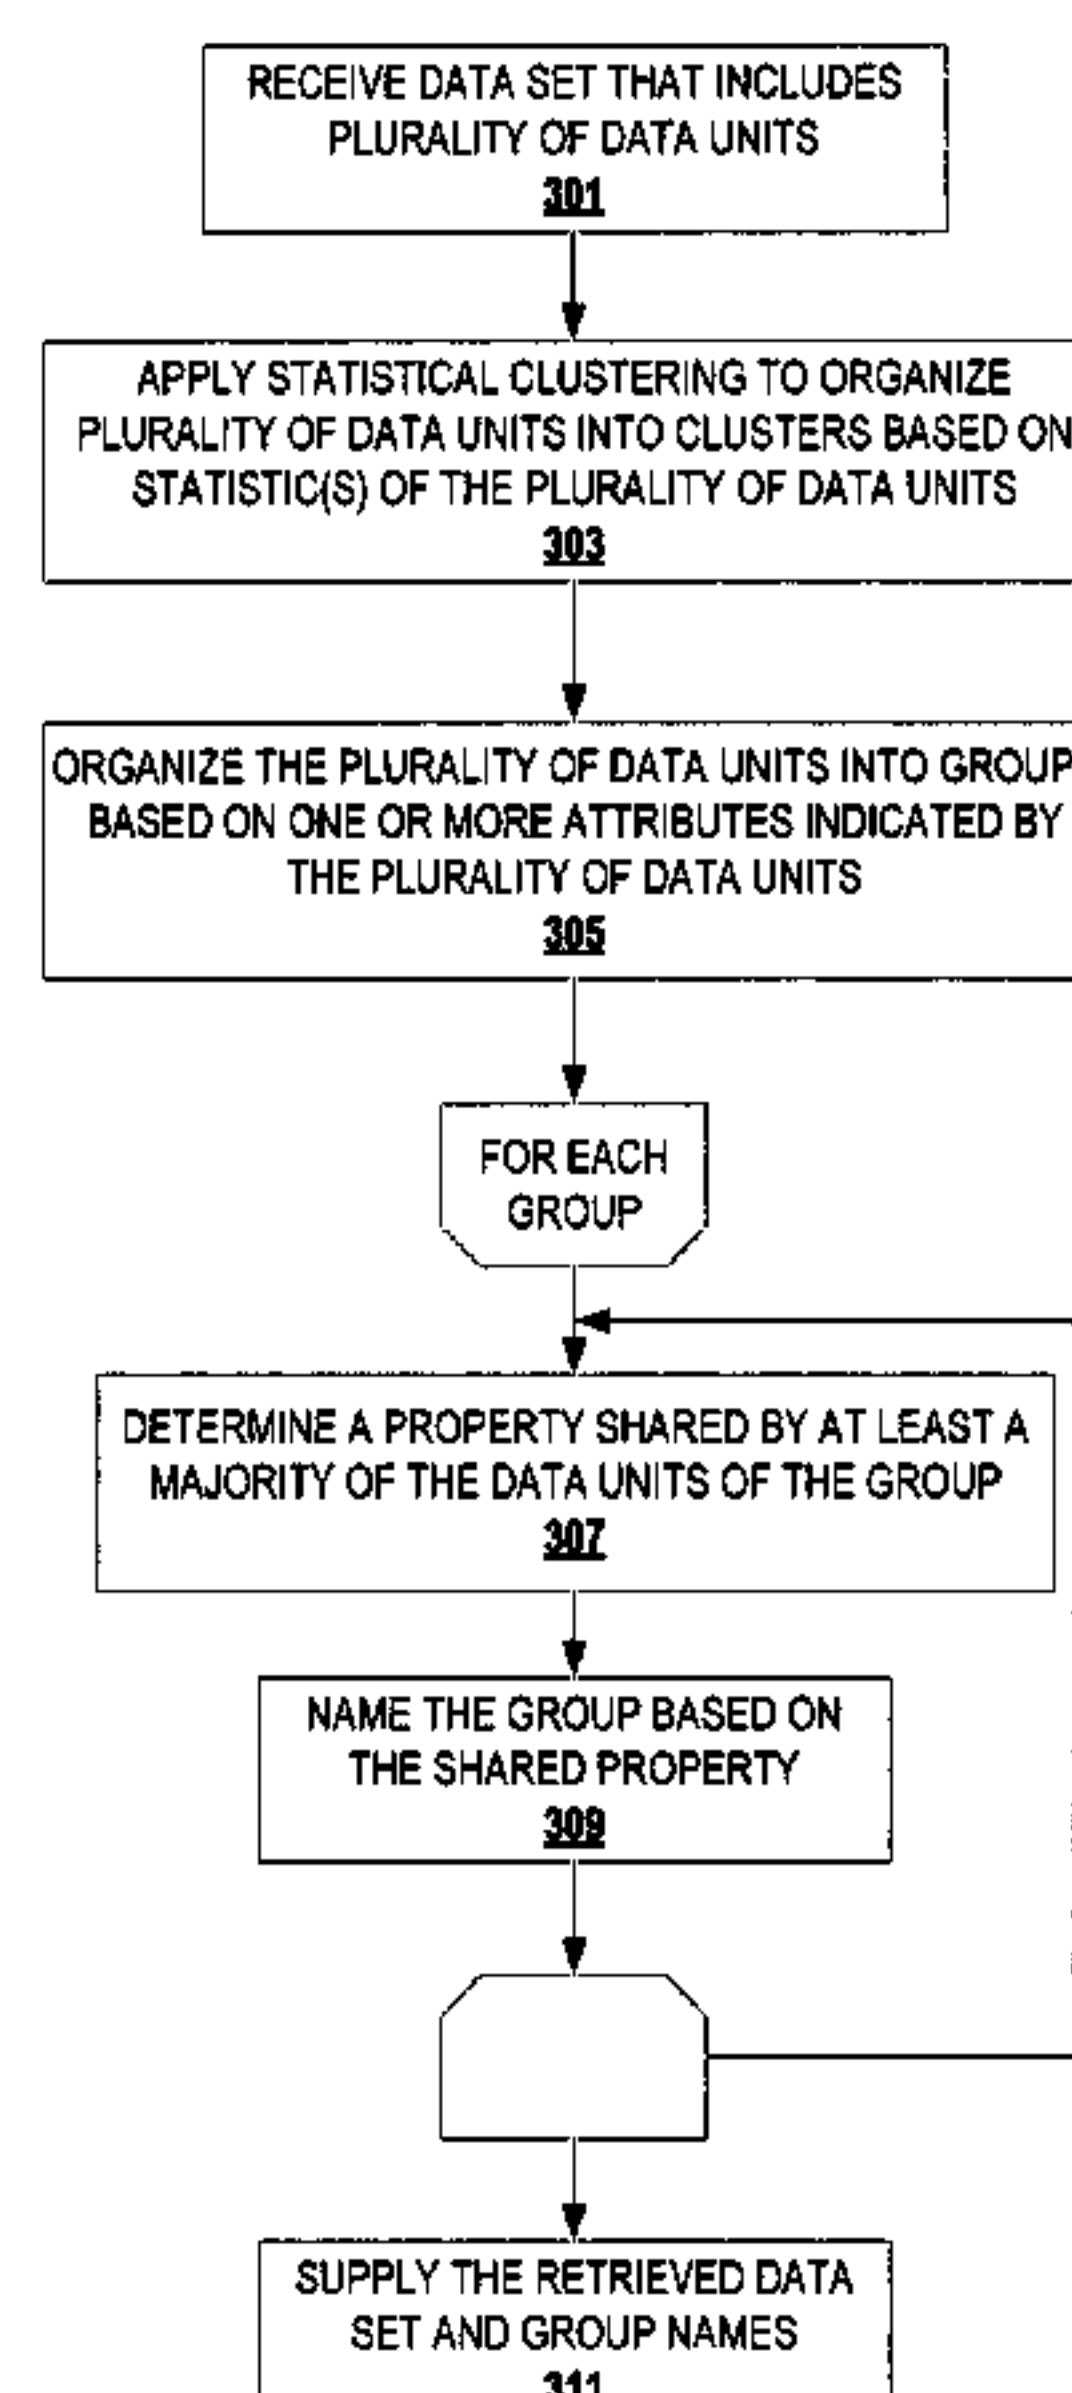 RECEIVE DATA SET THAT INCLUDES
PLURALITY OF DATA UNITS
301
APPLY STATISTICAL CLUSTERING TO ORGANIZE
PLURALITY OF DATA UNITS INTO CLUSTERS BASED ON
STATISTIC(S) OF THE PLURALITY OF DATA UNITS
303
ORGANIZE THE PLURALITY OF DATA UNITS INTO GROUP
BASED ON ONE OR MORE ATTRIBUTES INDICATED BY
THE PLURALITY OF DATA UNITS
305
FOR EACH
GROUP
DETERMINE A PROPERTY SHARED BY AT LEAST A
MAJORITY OF THE DATA UNITS OF THE GROUP
307
NAME THE GROUP BASED ON
THE SHARED PROPERTY
309
SUPPLY THE RETRIEVED DATA
SET AND GROUP NAMES
311